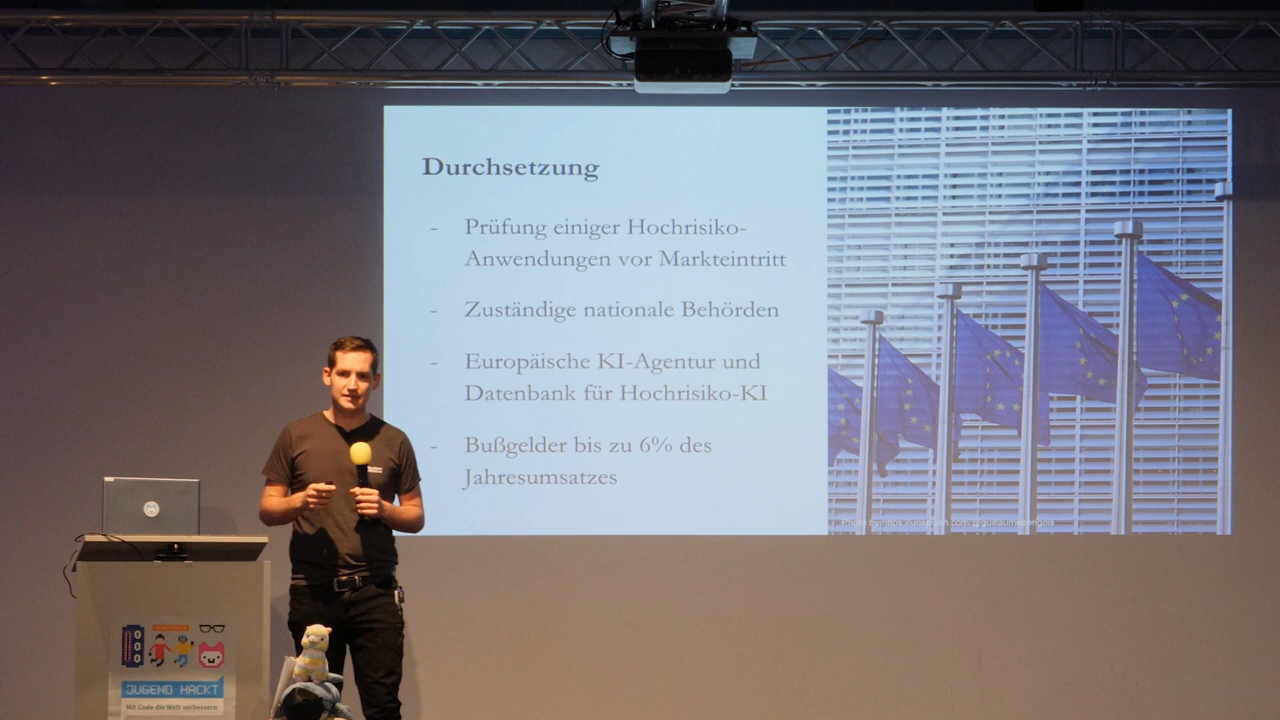 Durchsetzung
- Prüfung einiger Hochrisiko-
Anwendungen vor Markteintritt
- Zuständige nationale Behörden
- Europäische KI-Agentur und
Datenbank für Hochrisiko-KI
- Bußgelder bis zu 6% des
Jahresumsatzes
JUGEND HACKT
Mit Code die Welt verbessern